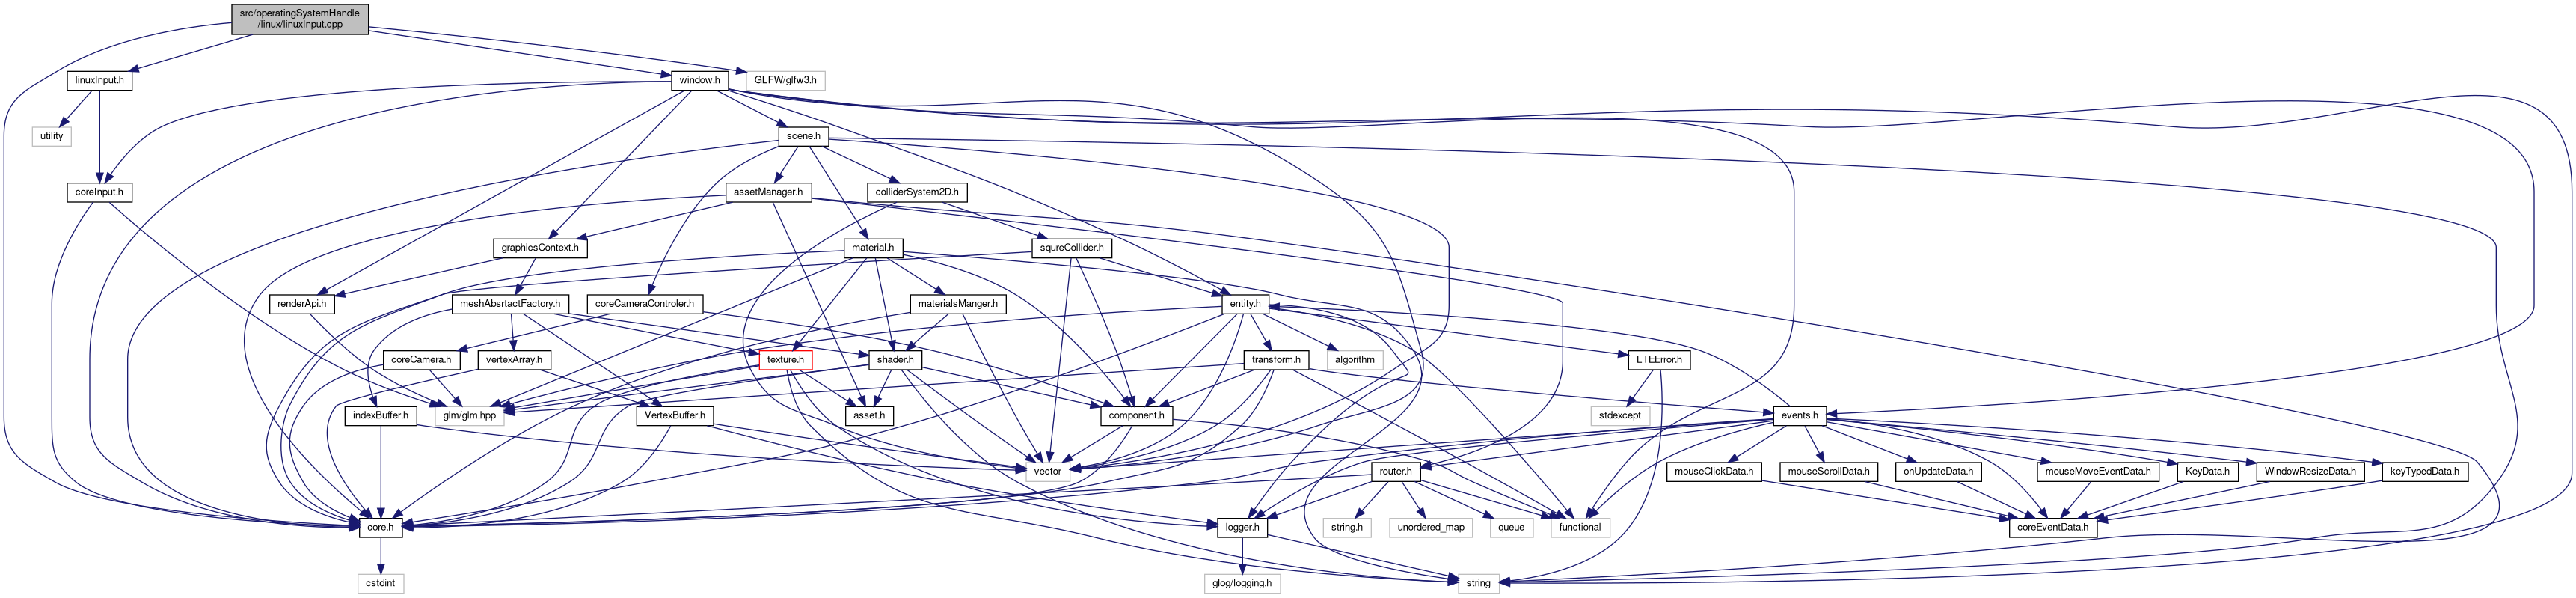 src/operatingSystemHandle
/linux/linuxInput.cpp
linuxInput.h
window.h
GLFW/glfw3.h
utility
scene.h
coreInput.h
assetManager.h
colliderSystem2D.h
graphicsContext.h
material.h
squreCollider.h
renderApi.h
meshAbsrtactFactory.h
coreCameraControler.h
materialsManger.h
entity.h
coreCamera.h
vertexArray.h
texture.h
shader.h
transform.h
algorithm
LTEError.h
indexBuffer.h
glm/glm.hpp
VertexBuffer.h
asset.h
component.h
stdexcept
events.h
vector
router.h
mouseClickData.h
mouseScrollData.h
onUpdateData.h
mouseMoveEventData.h
KeyData.h
WindowResizeData.h
keyTypedData.h
core.h
logger.h
string.h
unordered_map
queue
functional
coreEventData.h
cstdint
glog/logging.h
string